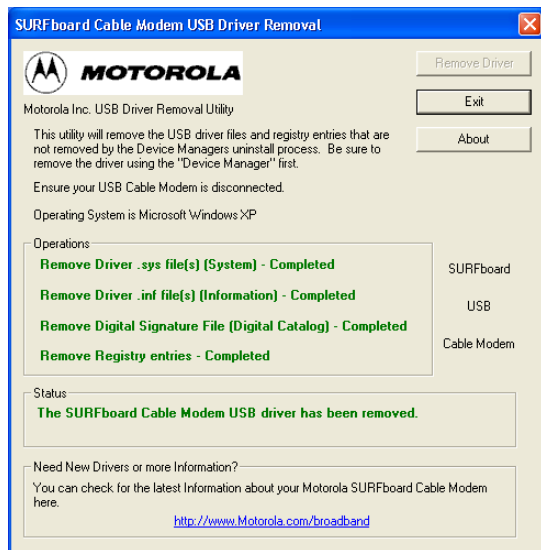 SURFboard Cable Modem USB Driver Removal
MOTOROLA
Motorola Inc. USB Driver Removal Utility
Remove Driver
Exit
About
This utility will remove the USB driver files and registry entries that are
not removed by the Device Managers uninstall process. Be sure to
remove the driver using the "Device Manager" first.
Ensure your USB Cable Modem is disconnected.
Operating System is Microsoft Windows XP
Operations
Remove Driver .sys file(s) (System) - Completed
Remove Driver .inf file(s) (Information) - Completed
Remove Digital Signature File (Digital Catalog) - Completed
Remove Registry entries - Completed
SURFboard
USB
Cable Modem
Status
The SURFboard Cable Modem USB driver has been removed.
Need New Drivers or more Information?
You can check for the latest Information about your Motorola SURFboard Cable Modem
here.
http://www.Motorola.com/broadband